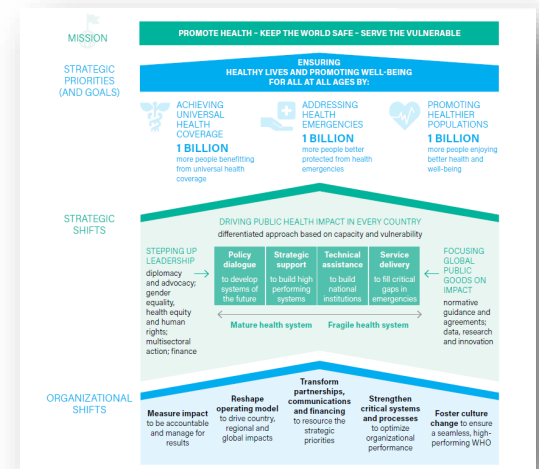 MISSION
PROMOTE HEALTH – KEEP THE WORLD SAFE – SERVE THE VULNERABLE
STRATEGIC
PRIORITIES
(AND GOALS)
ENSURING
HEALTHY LIVES AND PROMOTING WELL-BEING
FOR ALL AT ALL AGES BY:
ACHIEVING
UNIVERSAL
HEALTH
COVERAGE
1 BILLION
more people benefitting
from universal health
coverage
ADDRESSING
HEALTH
EMERGENCIES
1 BILLION
more people better
protected from health
emergencies
PROMOTING
HEALTHIER
POPULATIONS
1 BILLION
more people enjoying
better health and
well-being
STRATEGIC
SHIFTS
DRIVING PUBLIC HEALTH IMPACT IN EVERY COUNTRY
differentiated approach based on capacity and vulnerability
STEPPING UP
LEADERSHIP
diplomacy
and advocacy;
gender
equality,
health equity
and human
rights;
multisectoral
action; finance
Policy
dialogue
to develop
systems of
the future
Strategic
support
to build high
performing
systems
Technical
assistance
to build
national
institutions
Service
delivery
to fill critical
gaps in
emergencies
Mature health system
Fragile health system
FOCUSING
GLOBAL
PUBLIC
GOODS ON
IMPACT
normative
guidance and
agreements;
data, research
and innovation
ORGANIZATIONAL
SHIFTS
Measure impact
to be accountable
and manage for
results
Reshape
operating model
to drive country,
regional and
global impacts
Transform
partnerships,
communications
and financing
to resource the
strategic
priorities
Strengthen
critical systems
and processes
to optimize
organizational
performance
Foster culture
change to ensure
a seamless, high-
performing WHO